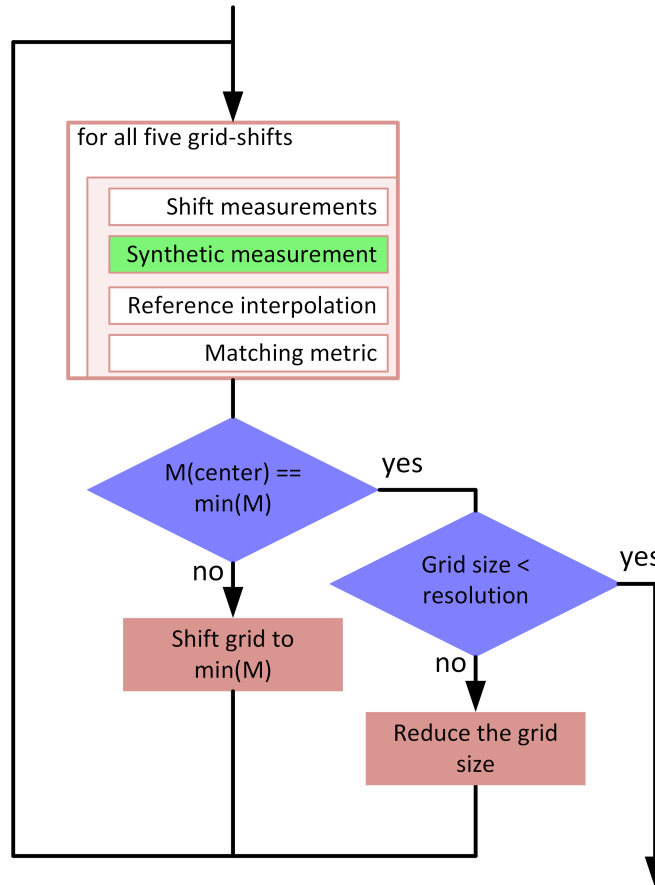 for all five grid-shifts
Shift measurements
Synthetic measurement
Reference interpolation
Matching metric
M(center) ==
min(M)
yes
no
Grid size <
resolution
yes
Shift grid to
min(M)
no
Reduce the grid
size